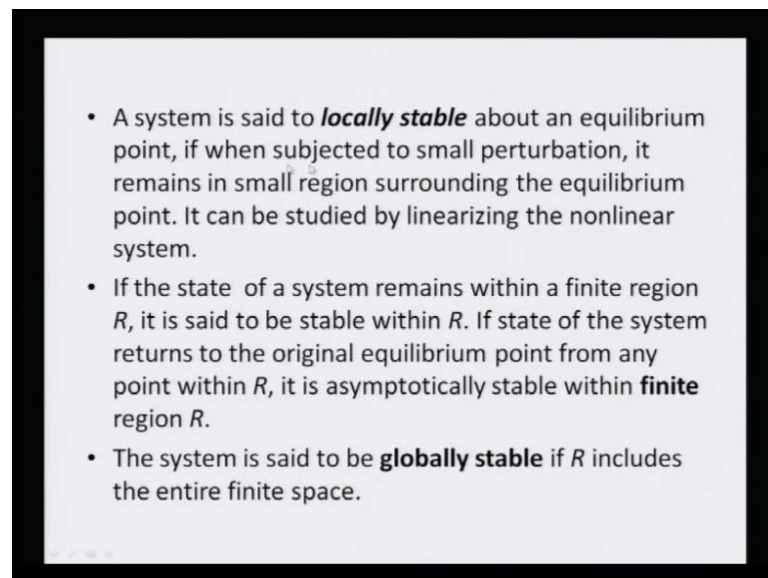 • A system is said to locally stable about an equilibrium
point, if when subjected to small perturbation, it
remains in small region surrounding the equilibrium
point. It can be studied by linearizing the nonlinear
system.
• If the state of a system remains within a finite region
R, it is said to be stable within R. If state of the system
returns to the original equilibrium point from any
point within R, it is asymptotically stable within finite
region R.
• The system is said to be globally stable if R includes
the entire finite space.